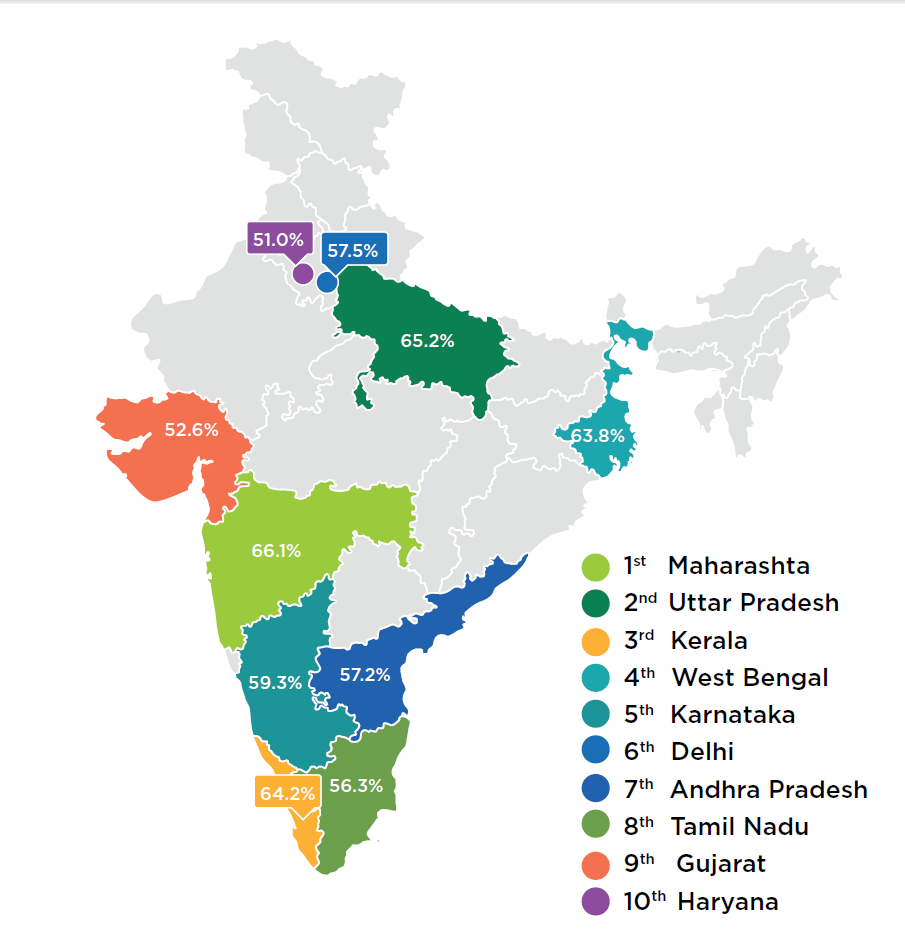 51.0%
57.5%
65.2%
52.6%
63.8%
66.1%
59.3%
57.2%
64.2%
56.3%
1st Maharashta
2nd Uttar Pradesh
3rd Kerala
4th West Bengal
5th Karnataka
6th Delhi
7th Andhra Pradesh
8th Tamil Nadu
9th Gujarat
10th Haryana